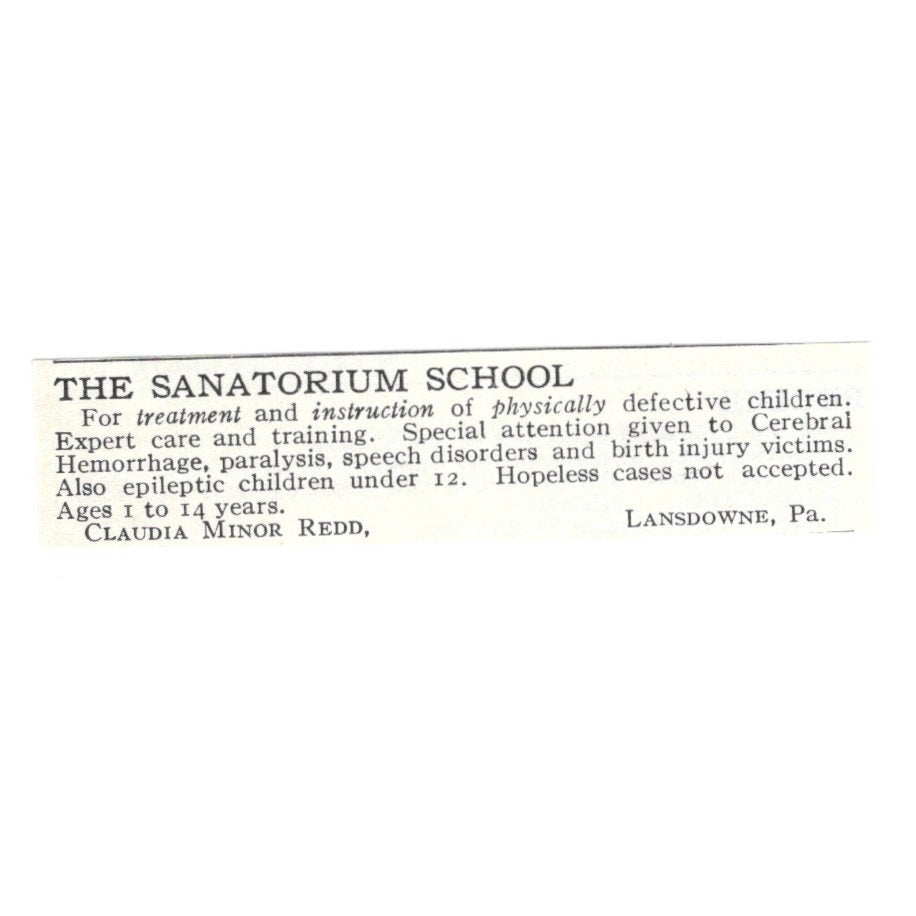 THE SANATORIUM SCHOOL
For treatment and instruction of physically defective children.
Expert care and training. Special attention given to Cerebral
Hemorrhage, paralysis, speech disorders and birth injury victims.
Also epileptic children under 12. Hopeless cases not accepted.
Ages 1 to 14 years.
CLAUDIA MINOR REDD, LANSDOWNE, Pa.